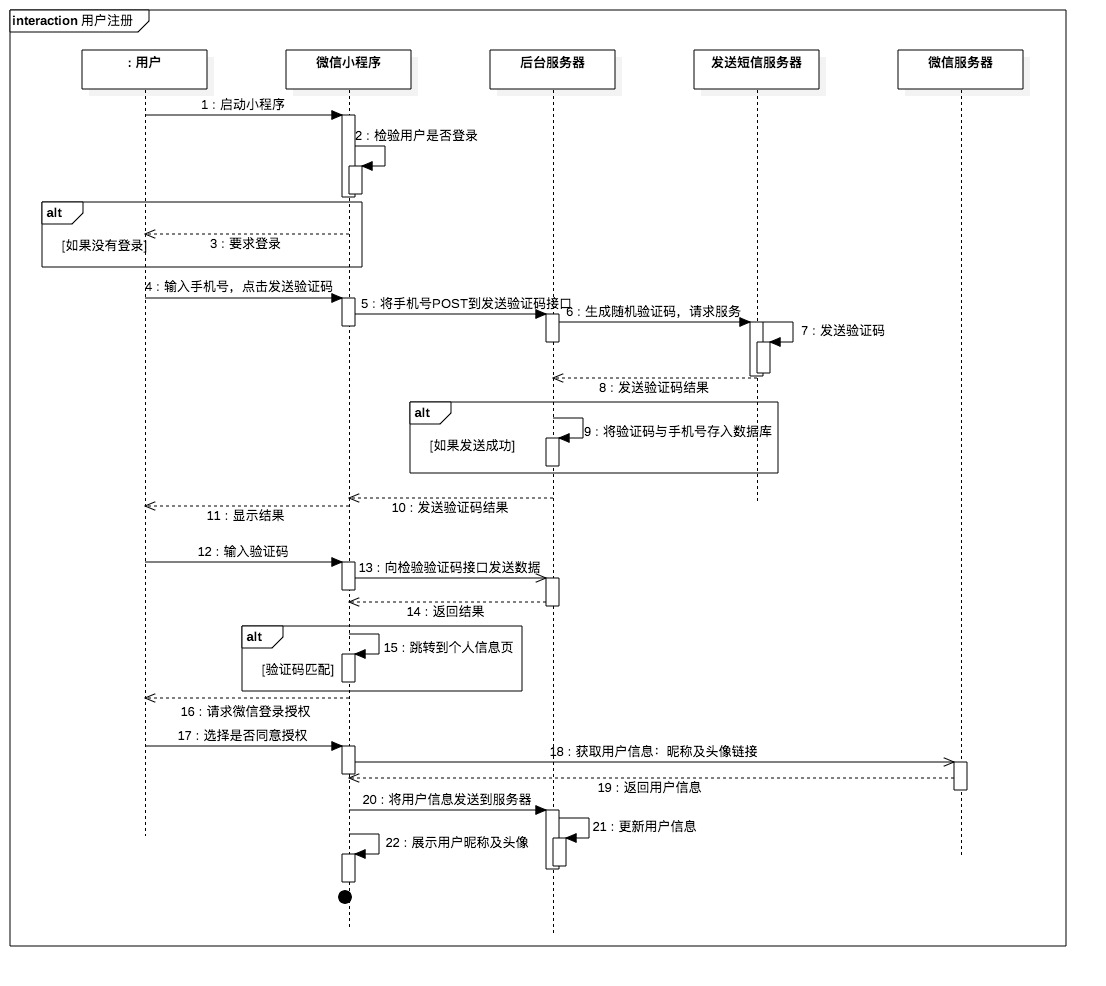 interaction 用户注册
: 用户
微信小程序
后台服务器
发送短信服务器
微信服务器
1 : 启动小程序
2 : 检验用户是否登录
alt
3 : 要求登录
[如果没有登录]
4 : 输入手机号，点击发送验证码
5 : 将手机号POST到发送验证码接口
6 : 生成随机验证码，请求服务
7 : 发送验证码
8 : 发送验证码结果
alt
9 : 将验证码与手机号存入数据库
[如果发送成功]
10 : 发送验证码结果
11 : 显示结果
12 : 输入验证码
13 : 向检验验证码接口发送数据
14 : 返回结果
alt
15 : 跳转到个人信息页
[验证码匹配]
16 : 请求微信登录授权
17 : 选择是否同意授权
18 : 获取用户信息：昵称及头像链接
19 : 返回用户信息
20 : 将用户信息发送到服务器
21 : 更新用户信息
22 : 展示用户昵称及头像